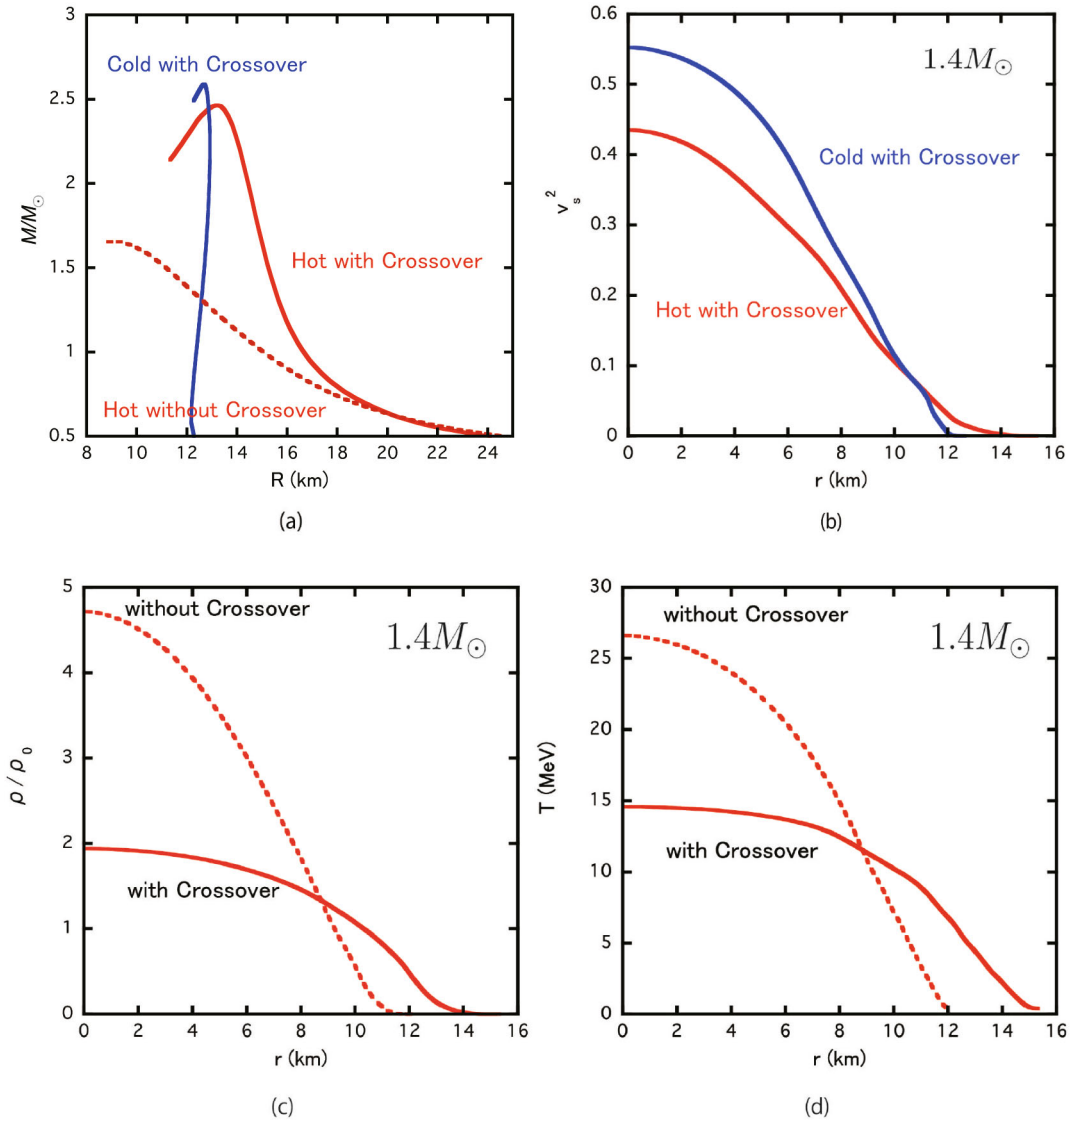 3
2.5
2
1.5
1
0.5
M/M☉
Cold with Crossover
Hot with Crossover
Hot without Crossover
8 10 12 14 16 18 20 22 24
R (km)
(a)
0.6
0.5
0.4
0.3
0.2
0.1
0
v_s^2
1.4M☉
Cold with Crossover
Hot with Crossover
0 2 4 6 8 10 12 14 16
r (km)
(b)
5
4
3
2
1
0
ρ / ρ₀
without Crossover
1.4M☉
with Crossover
0 2 4 6 8 10 12 14 16
r (km)
(c)
30
25
20
15
10
5
0
T (MeV)
without Crossover
1.4M☉
with Crossover
0 2 4 6 8 10 12 14 16
r (km)
(d)